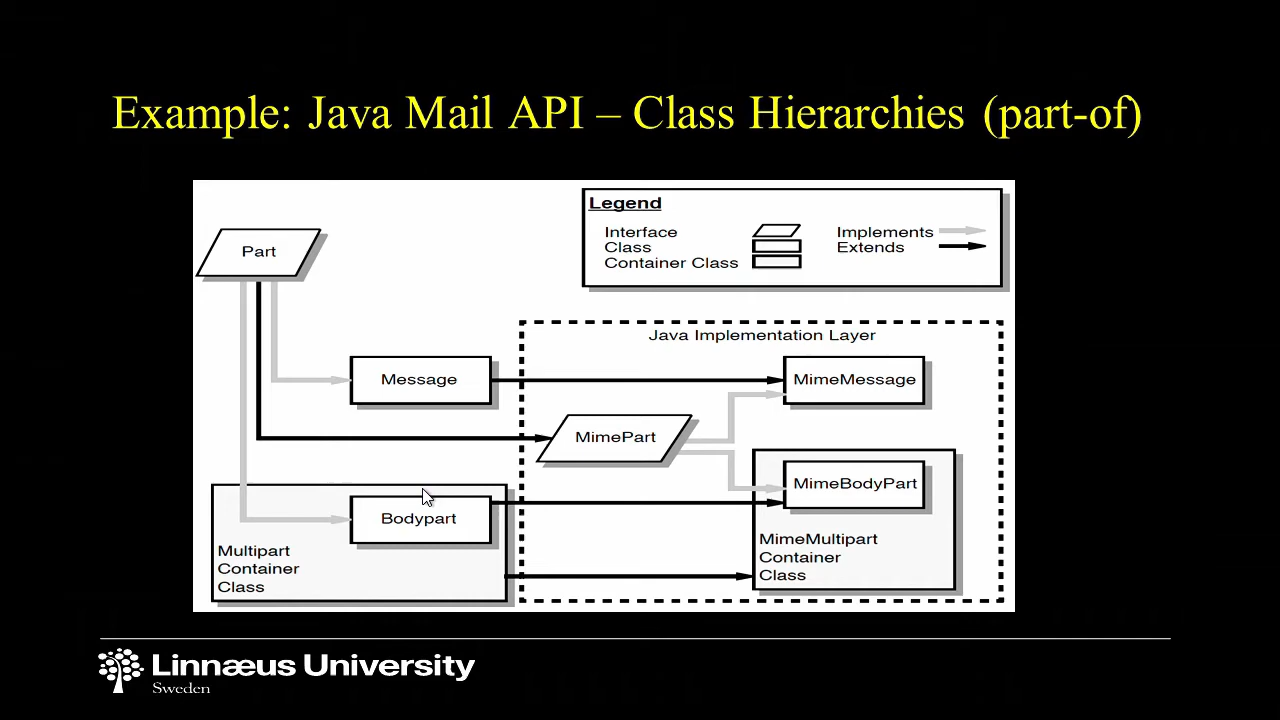 Example: Java Mail API – Class Hierarchies (part-of)
Legend
Interface
Class
Container Class
Implements
Extends
Part
Java Implementation Layer
Message
MimeMessage
MimePart
MimeBodyPart
Bodypart
Multipart
Container
Class
MimeMultipart
Container
Class
Linnæus University
Sweden